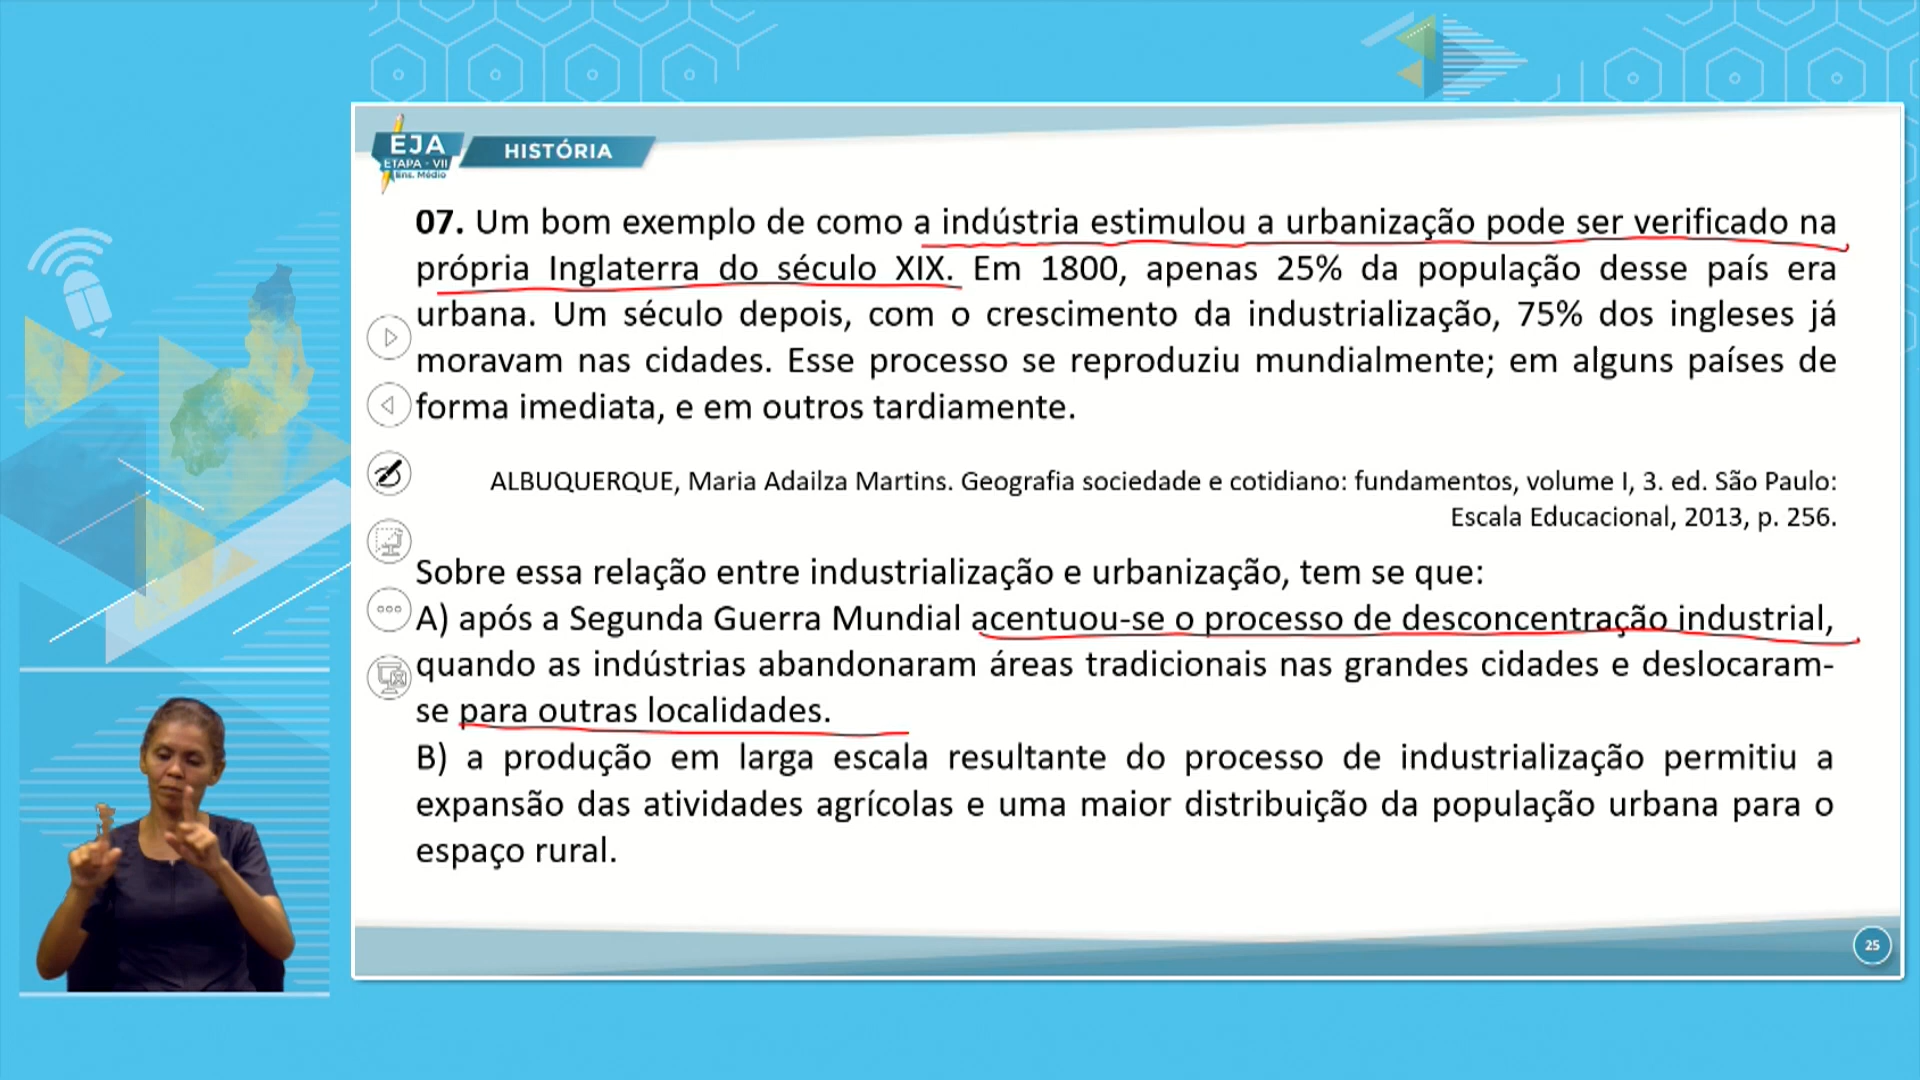 EJA
ETAPA - VII
Ens. Médio
HISTÓRIA
07. Um bom exemplo de como a indústria estimulou a urbanização pode ser verificado na
própria Inglaterra do século XIX. Em 1800, apenas 25% da população desse país era
urbana. Um século depois, com o crescimento da industrialização, 75% dos ingleses já
moravam nas cidades. Esse processo se reproduziu mundialmente; em alguns países de
forma imediata, e em outros tardiamente.
ALBUQUERQUE, Maria Adailza Martins. Geografia sociedade e cotidiano: fundamentos, volume I, 3. ed. São Paulo:
Escala Educacional, 2013, p. 256.
Sobre essa relação entre industrialização e urbanização, tem se que:
A) após a Segunda Guerra Mundial acentuou-se o processo de desconcentração industrial,
quando as indústrias abandonaram áreas tradicionais nas grandes cidades e deslocaram-
se para outras localidades.
B) a produção em larga escala resultante do processo de industrialização permitiu a
expansão das atividades agrícolas e uma maior distribuição da população urbana para o
espaço rural.
25